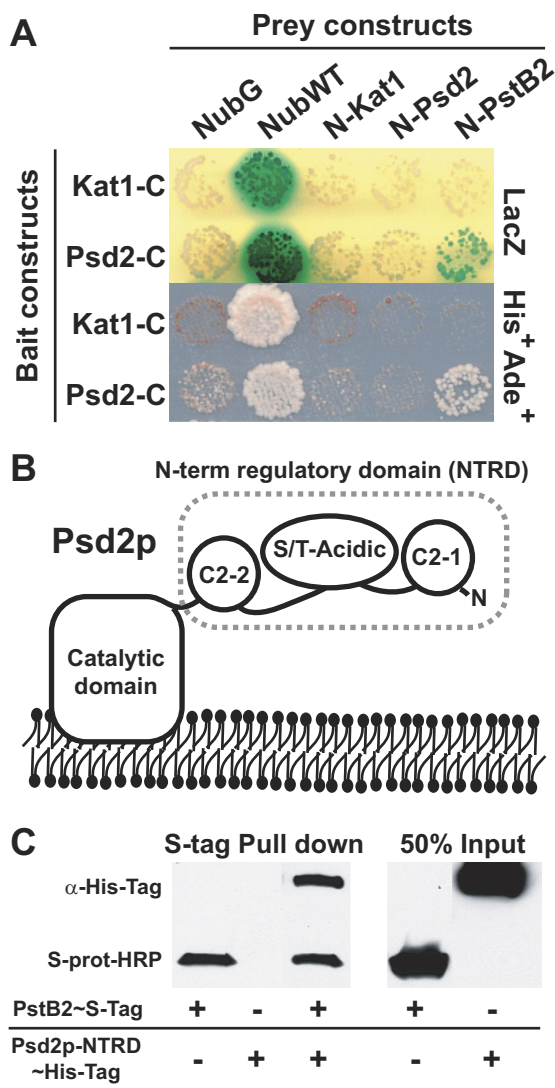 A
Prey constructs
NubG
NubWT
N-Kat1
N-Psd2
N-PstB2
Bait constructs
Kat1-C
Psd2-C
Kat1-C
Psd2-C
LacZ
His+ Ade+
B
N-term regulatory domain (NTRD)
Psd2p
C2-2
S/T-Acidic
C2-1
N
Catalytic
domain
C
S-tag Pull down
50% Input
α-His-Tag
S-prot-HRP
PstB2~S-Tag + - + + -
Psd2p-NTRD
~His-Tag - + + - +